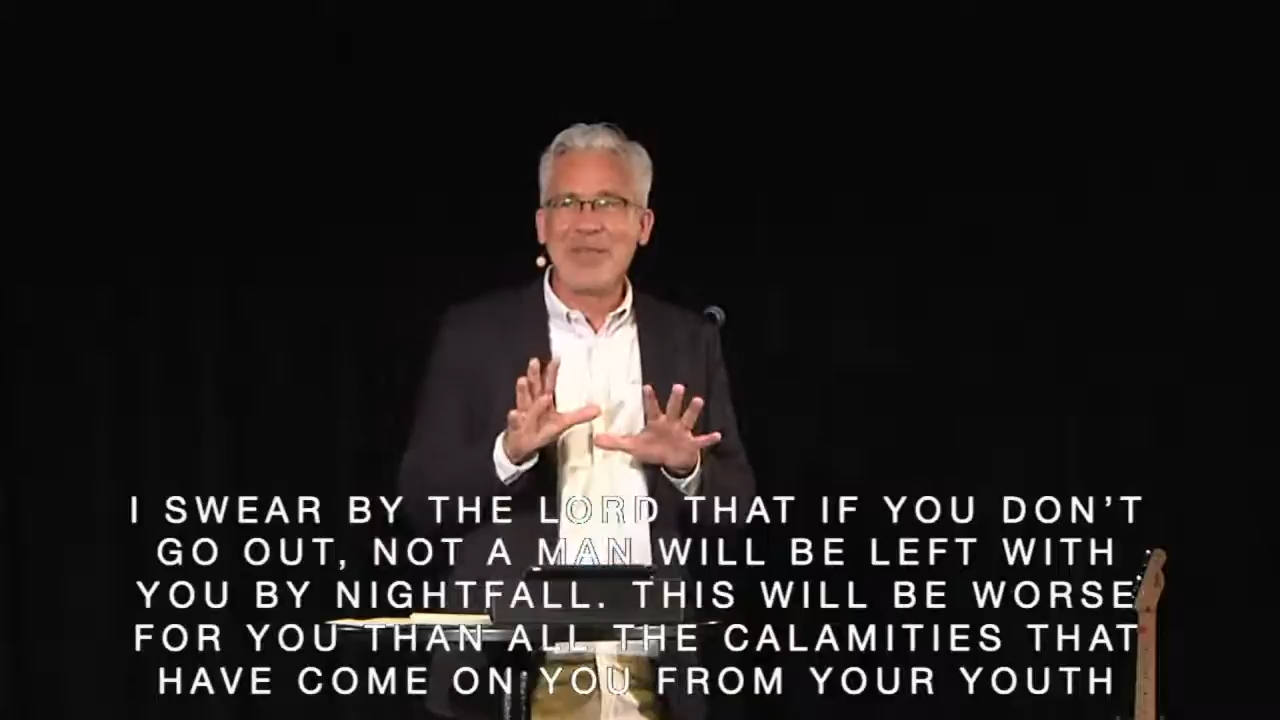 I SWEAR BY THE LORD THAT IF YOU DON’T
GO OUT, NOT A MAN WILL BE LEFT WITH
YOU BY NIGHTFALL. THIS WILL BE WORSE
FOR YOU THAN ALL THE CALAMITIES THAT
HAVE COME ON YOU FROM YOUR YOUTH